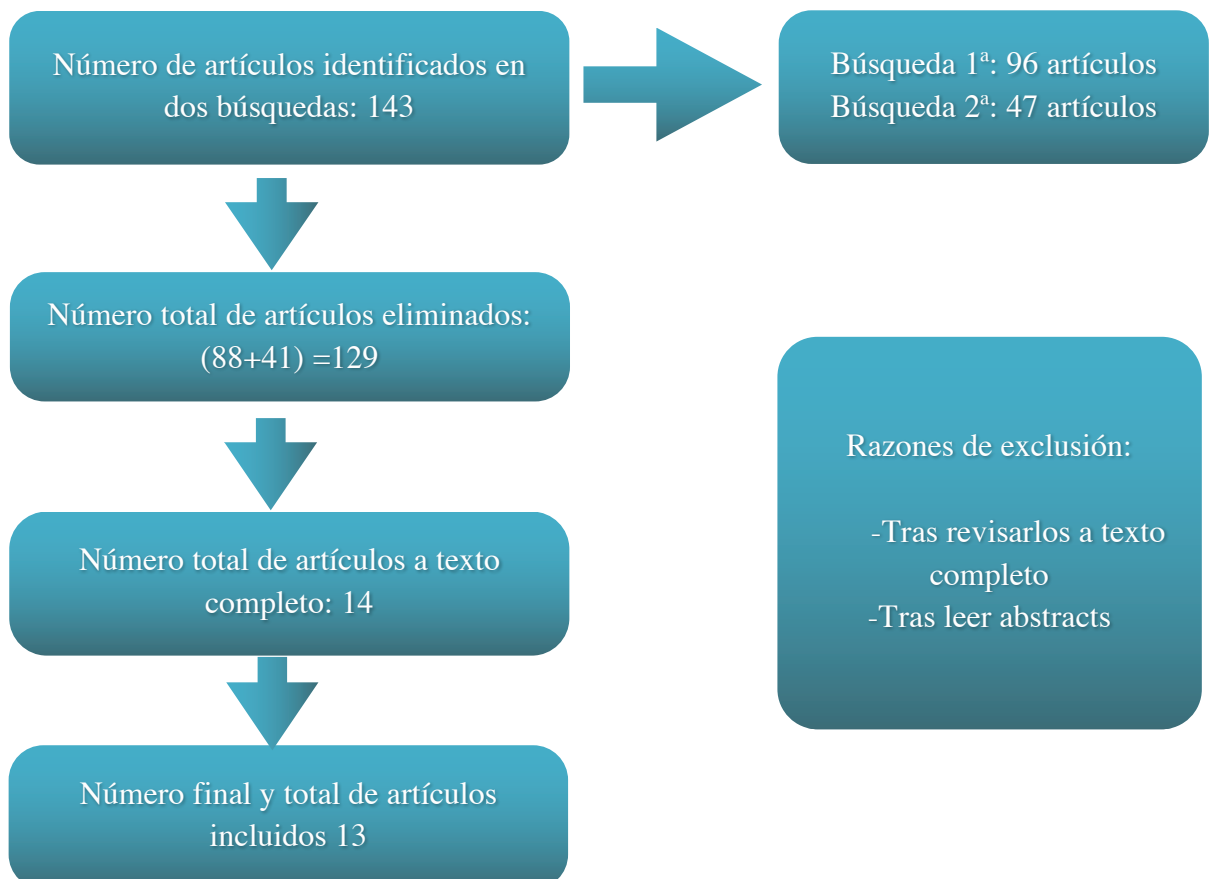 Número de artículos identificados en
dos búsquedas: 143
Búsqueda 1ª: 96 artículos
Búsqueda 2ª: 47 artículos
Número total de artículos eliminados:
(88+41) =129
Razones de exclusión:
-Tras revisarlos a texto
completo
-Tras leer abstracts
Número total de artículos a texto
completo: 14
Número final y total de artículos
incluidos 13